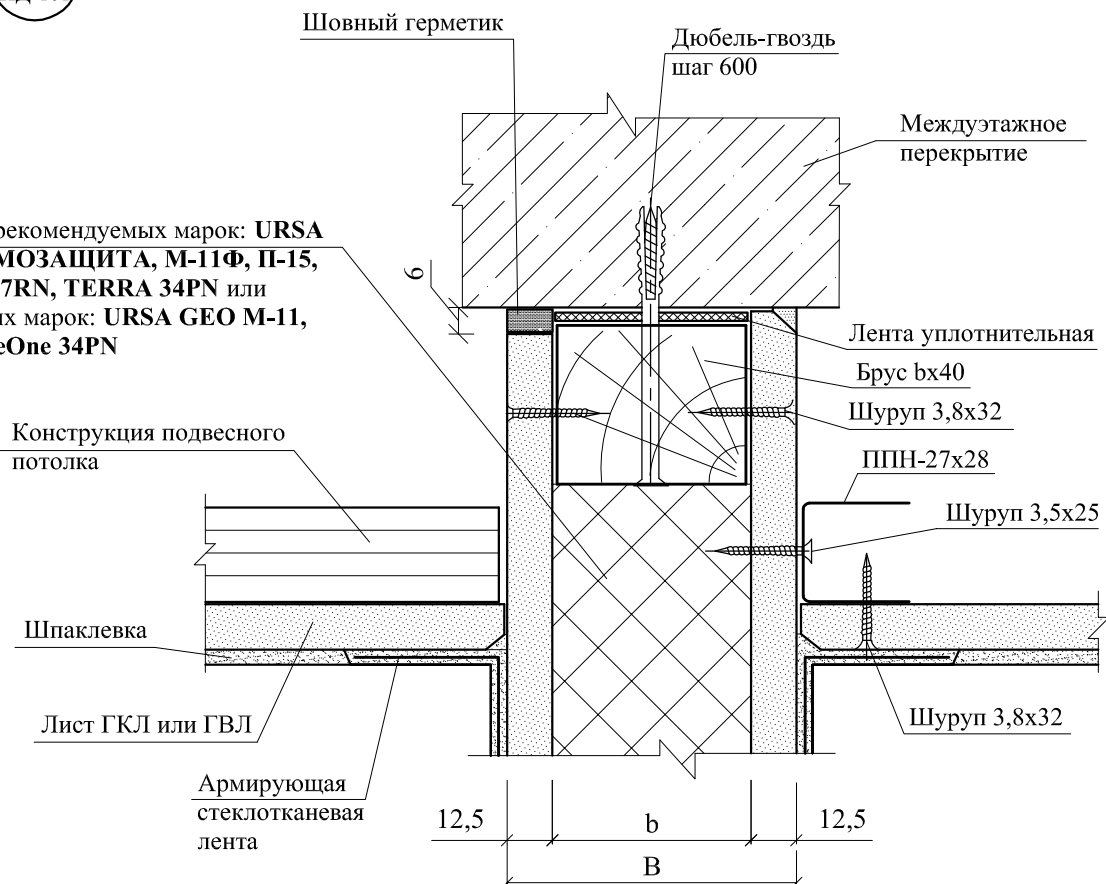 Шовный герметик
Дюбель-гвоздь
шаг 600
Междуэтажное
перекрытие
рекомендуемых марок: URSA
МОЗАЩИТА, М-11Ф, П-15,
7RN, TERRA 34PN или
их марок: URSA GEO М-11,
eOne 34PN
6
Лента уплотнительная
Брус bx40
Шуруп 3,8x32
Конструкция подвесного
потолка
ППН-27x28
Шуруп 3,5x25
Шпаклевка
Лист ГКЛ или ГВЛ
Шуруп 3,8x32
Армирующая
стеклотканевая
лента
12,5
b
12,5
B